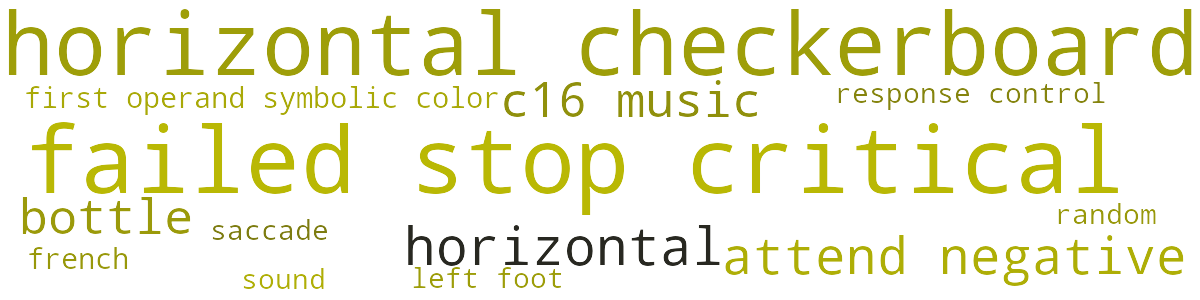 horizontal checkerboard
first operand symbolic color
c16 music
response control
failed stop critical
bottle
saccade
horizontal
attend negative
random
french
sound
left foot